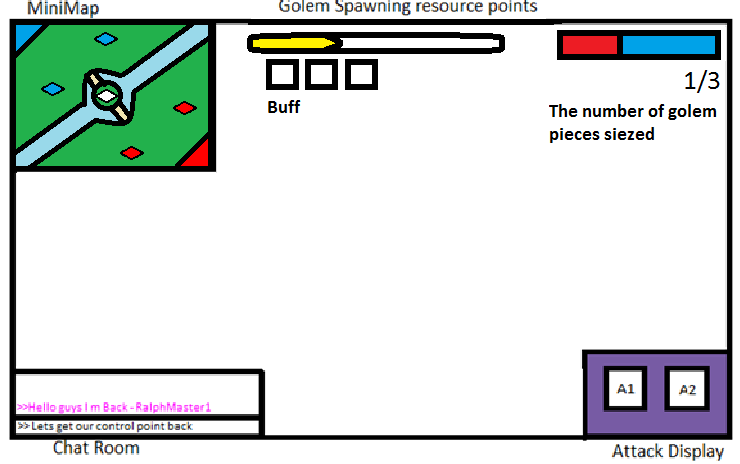 MiniMap
Golem Spawning resource points
1/3
Buff
The number of golem
pieces siezed
>>Hello guys I m Back - RalphMaster1
>> Lets get our control point back
A1
A2
Chat Room
Attack Display